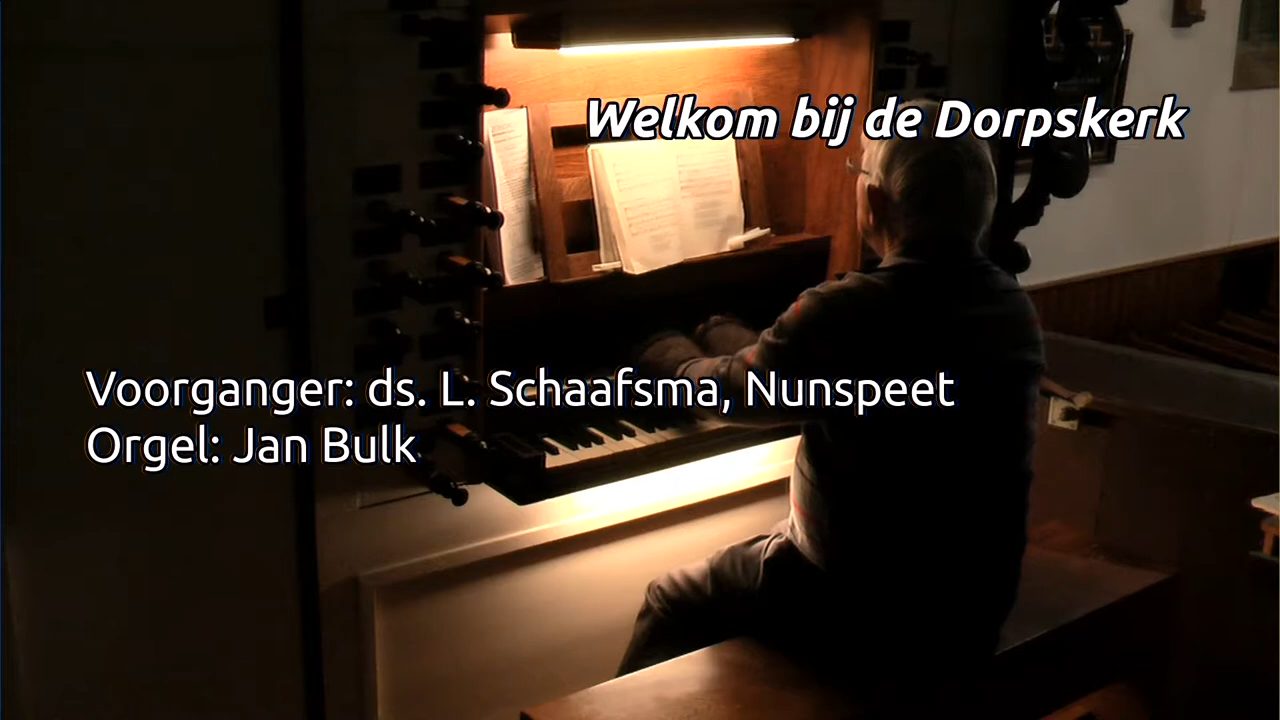 Welkom bij de Dorpskerk
Voorganger: ds. L. Schaafsma, Nunspeet
Orgel: Jan Bulk